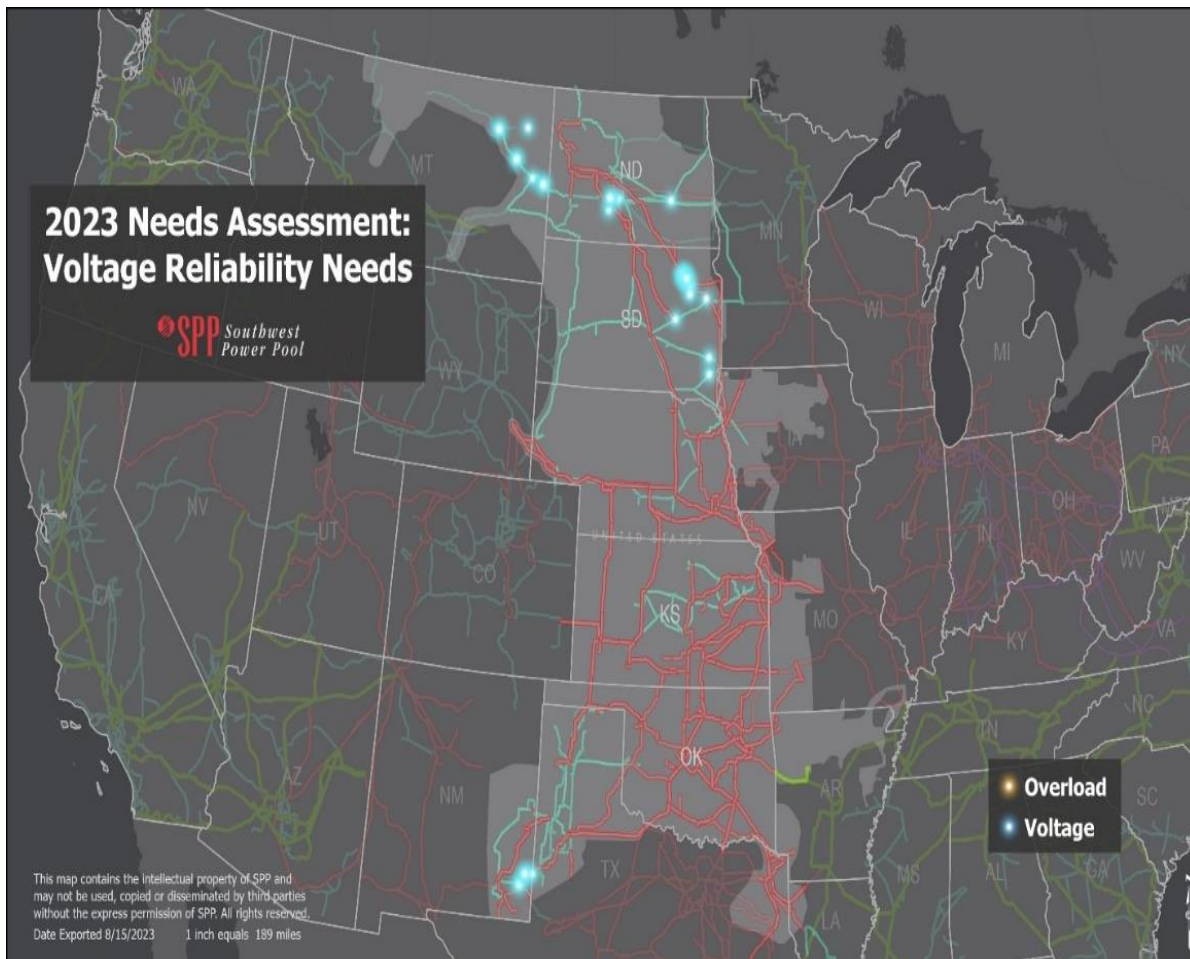 2023 Needs Assessment:
Voltage Reliability Needs
SPP Southwest
Power Pool
WA
MT
ND
MN
SD
WI
MI
NY
WY
IA
PA
NV
UT
CO
UNITED STATES
IL
IN
OH
WV
CA
KS
MO
KY
VA
AZ
NM
OK
AR
TN
NC
SC
TX
MS
AL
GA
LA
Overload
Voltage
This map contains the intellectual property of SPP and
may not be used, copied or disseminated by third parties
without the express permission of SPP. All rights reserved.
Date Exported 8/15/2023 1 inch equals 189 miles